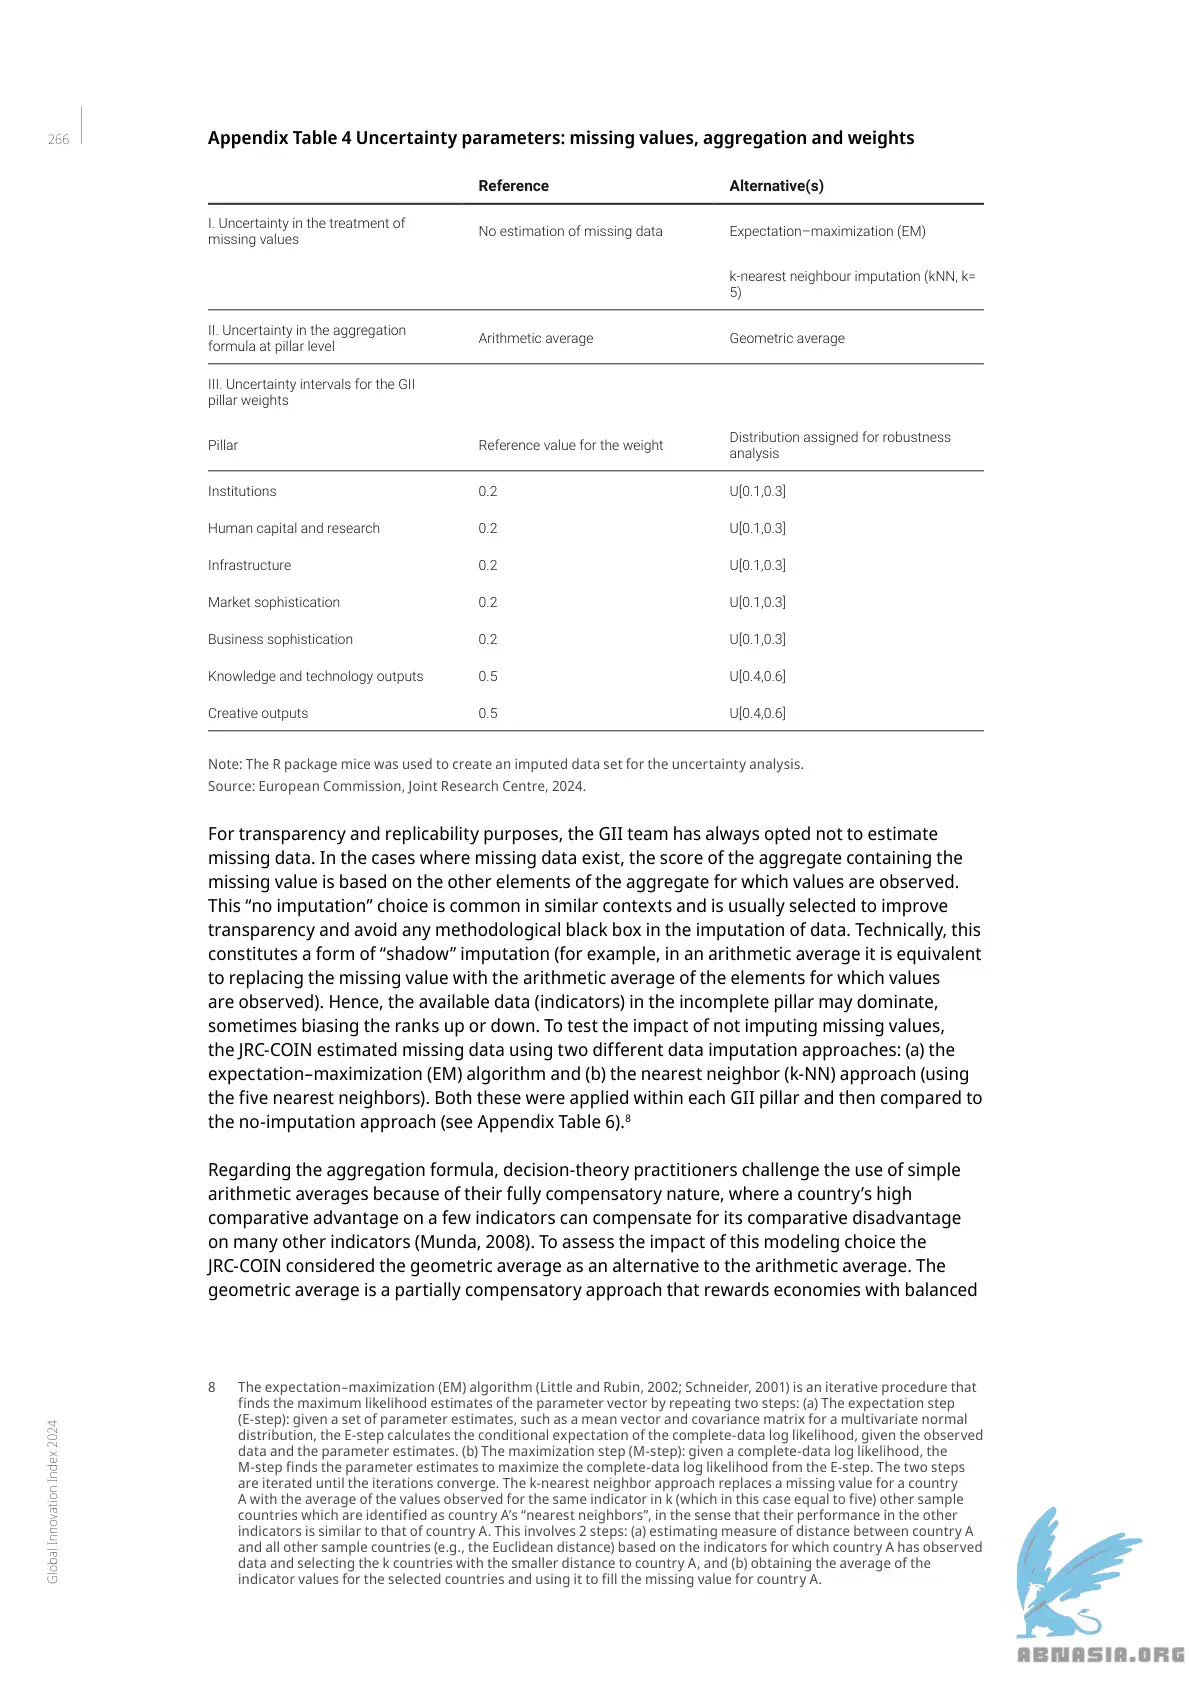 266
Appendix Table 4 Uncertainty parameters: missing values, aggregation and weights
Reference Alternative(s)
I. Uncertainty in the treatment of
missing values
No estimation of missing data
Expectation–maximization (EM)
k-nearest neighbour imputation (kNN, k=
5)
II. Uncertainty in the aggregation
formula at pillar level
Arithmetic average
Geometric average
III. Uncertainty intervals for the GII
pillar weights
Pillar
Reference value for the weight
Distribution assigned for robustness
analysis
Institutions 0.2 U[0.1,0.3]
Human capital and research 0.2 U[0.1,0.3]
Infrastructure 0.2 U[0.1,0.3]
Market sophistication 0.2 U[0.1,0.3]
Business sophistication 0.2 U[0.1,0.3]
Knowledge and technology outputs 0.5 U[0.4,0.6]
Creative outputs 0.5 U[0.4,0.6]
Note: The R package mice was used to create an imputed data set for the uncertainty analysis.
Source: European Commission, Joint Research Centre, 2024.
For transparency and replicability purposes, the GII team has always opted not to estimate
missing data. In the cases where missing data exist, the score of the aggregate containing the
missing value is based on the other elements of the aggregate for which values are observed.
This “no imputation” choice is common in similar contexts and is usually selected to improve
transparency and avoid any methodological black box in the imputation of data. Technically, this
constitutes a form of “shadow” imputation (for example, in an arithmetic average it is equivalent
to replacing the missing value with the arithmetic average of the elements for which values
are observed). Hence, the available data (indicators) in the incomplete pillar may dominate,
sometimes biasing the ranks up or down. To test the impact of not imputing missing values,
the JRC-COIN estimated missing data using two different data imputation approaches: (a) the
expectation–maximization (EM) algorithm and (b) the nearest neighbor (k-NN) approach (using
the five nearest neighbors). Both these were applied within each GII pillar and then compared to
the no-imputation approach (see Appendix Table 6).8
Regarding the aggregation formula, decision-theory practitioners challenge the use of simple
arithmetic averages because of their fully compensatory nature, where a country’s high
comparative advantage on a few indicators can compensate for its comparative disadvantage
on many other indicators (Munda, 2008). To assess the impact of this modeling choice the
JRC-COIN considered the geometric average as an alternative to the arithmetic average. The
geometric average is a partially compensatory approach that rewards economies with balanced
8 The expectation–maximization (EM) algorithm (Little and Rubin, 2002; Schneider, 2001) is an iterative procedure that
finds the maximum likelihood estimates of the parameter vector by repeating two steps: (a) The expectation step
(E-step): given a set of parameter estimates, such as a mean vector and covariance matrix for a multivariate normal
distribution, the E-step calculates the conditional expectation of the complete-data log likelihood, given the observed
data and the parameter estimates. (b) The maximization step (M-step): given a complete-data log likelihood, the
M-step finds the parameter estimates to maximize the complete-data log likelihood from the E-step. The two steps
are iterated until the iterations converge. The k-nearest neighbor approach replaces a missing value for a country
A with the average of the values observed for the same indicator in k (which in this case equal to five) other sample
countries which are identified as country A’s “nearest neighbors”, in the sense that their performance in the other
indicators is similar to that of country A. This involves 2 steps: (a) estimating measure of distance between country A
and all other sample countries (e.g., the Euclidean distance) based on the indicators for which country A has observed
data and selecting the k countries with the smaller distance to country A, and (b) obtaining the average of the
indicator values for the selected countries and using it to fill the missing value for country A.
Global Innovation Index 2024
ABNASIA.ORG